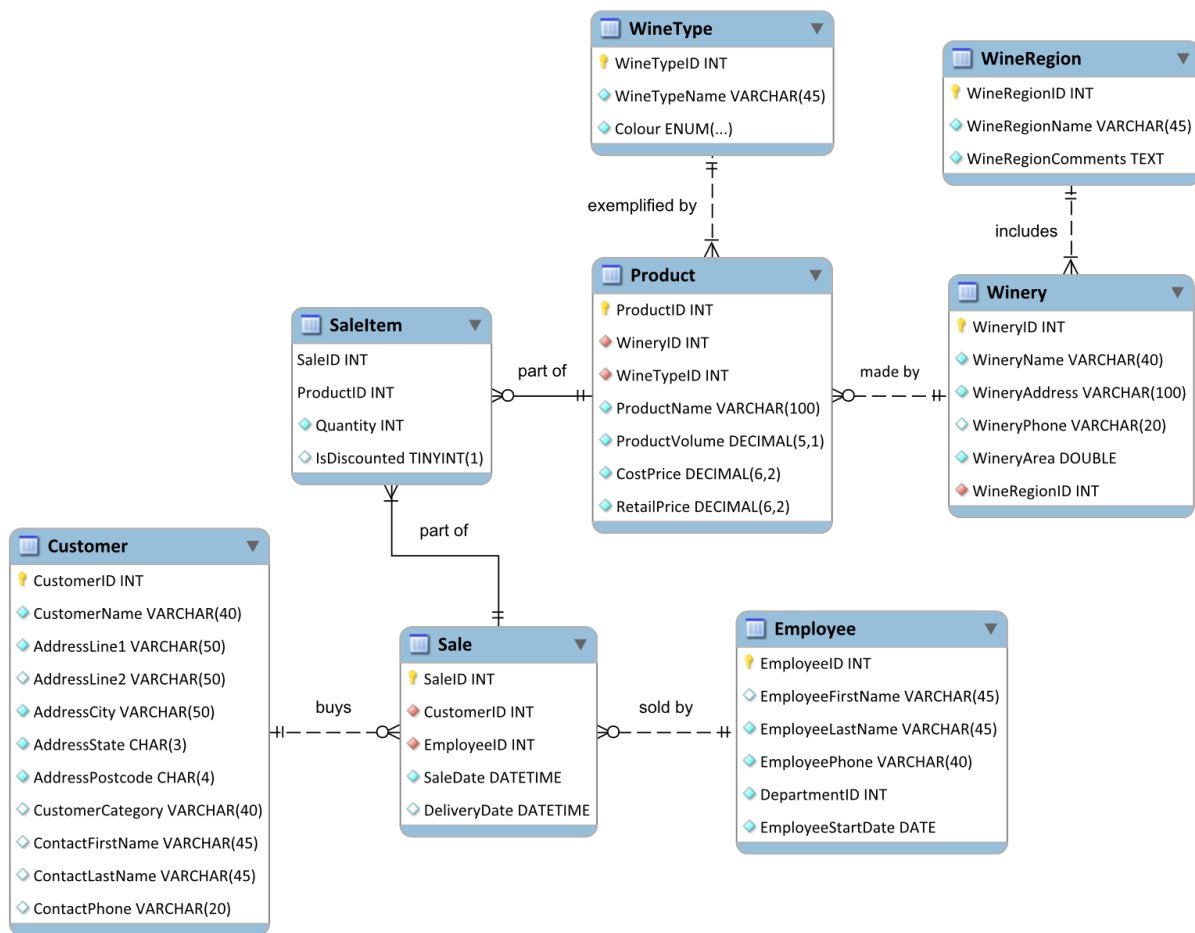 WineType
WineTypeID INT
WineTypeName VARCHAR(45)
Colour ENUM(...)
WineRegion
WineRegionID INT
WineRegionName VARCHAR(45)
WineRegionComments TEXT
exemplified by
includes
Product
ProductID INT
WineryID INT
WineTypeID INT
ProductName VARCHAR(100)
ProductVolume DECIMAL(5,1)
CostPrice DECIMAL(6,2)
RetailPrice DECIMAL(6,2)
Winery
WineryID INT
WineryName VARCHAR(40)
WineryAddress VARCHAR(100)
WineryPhone VARCHAR(20)
WineryArea DOUBLE
WineRegionID INT
SaleItem
SaleID INT
ProductID INT
Quantity INT
IsDiscounted TINYINT(1)
part of
made by
part of
Customer
CustomerID INT
CustomerName VARCHAR(40)
AddressLine1 VARCHAR(50)
AddressLine2 VARCHAR(50)
AddressCity VARCHAR(50)
AddressState CHAR(3)
AddressPostcode CHAR(4)
CustomerCategory VARCHAR(40)
ContactFirstName VARCHAR(45)
ContactLastName VARCHAR(45)
ContactPhone VARCHAR(20)
buys
Sale
SaleID INT
CustomerID INT
EmployeeID INT
SaleDate DATETIME
DeliveryDate DATETIME
sold by
Employee
EmployeeID INT
EmployeeFirstName VARCHAR(45)
EmployeeLastName VARCHAR(45)
EmployeePhone VARCHAR(40)
DepartmentID INT
EmployeeStartDate DATE